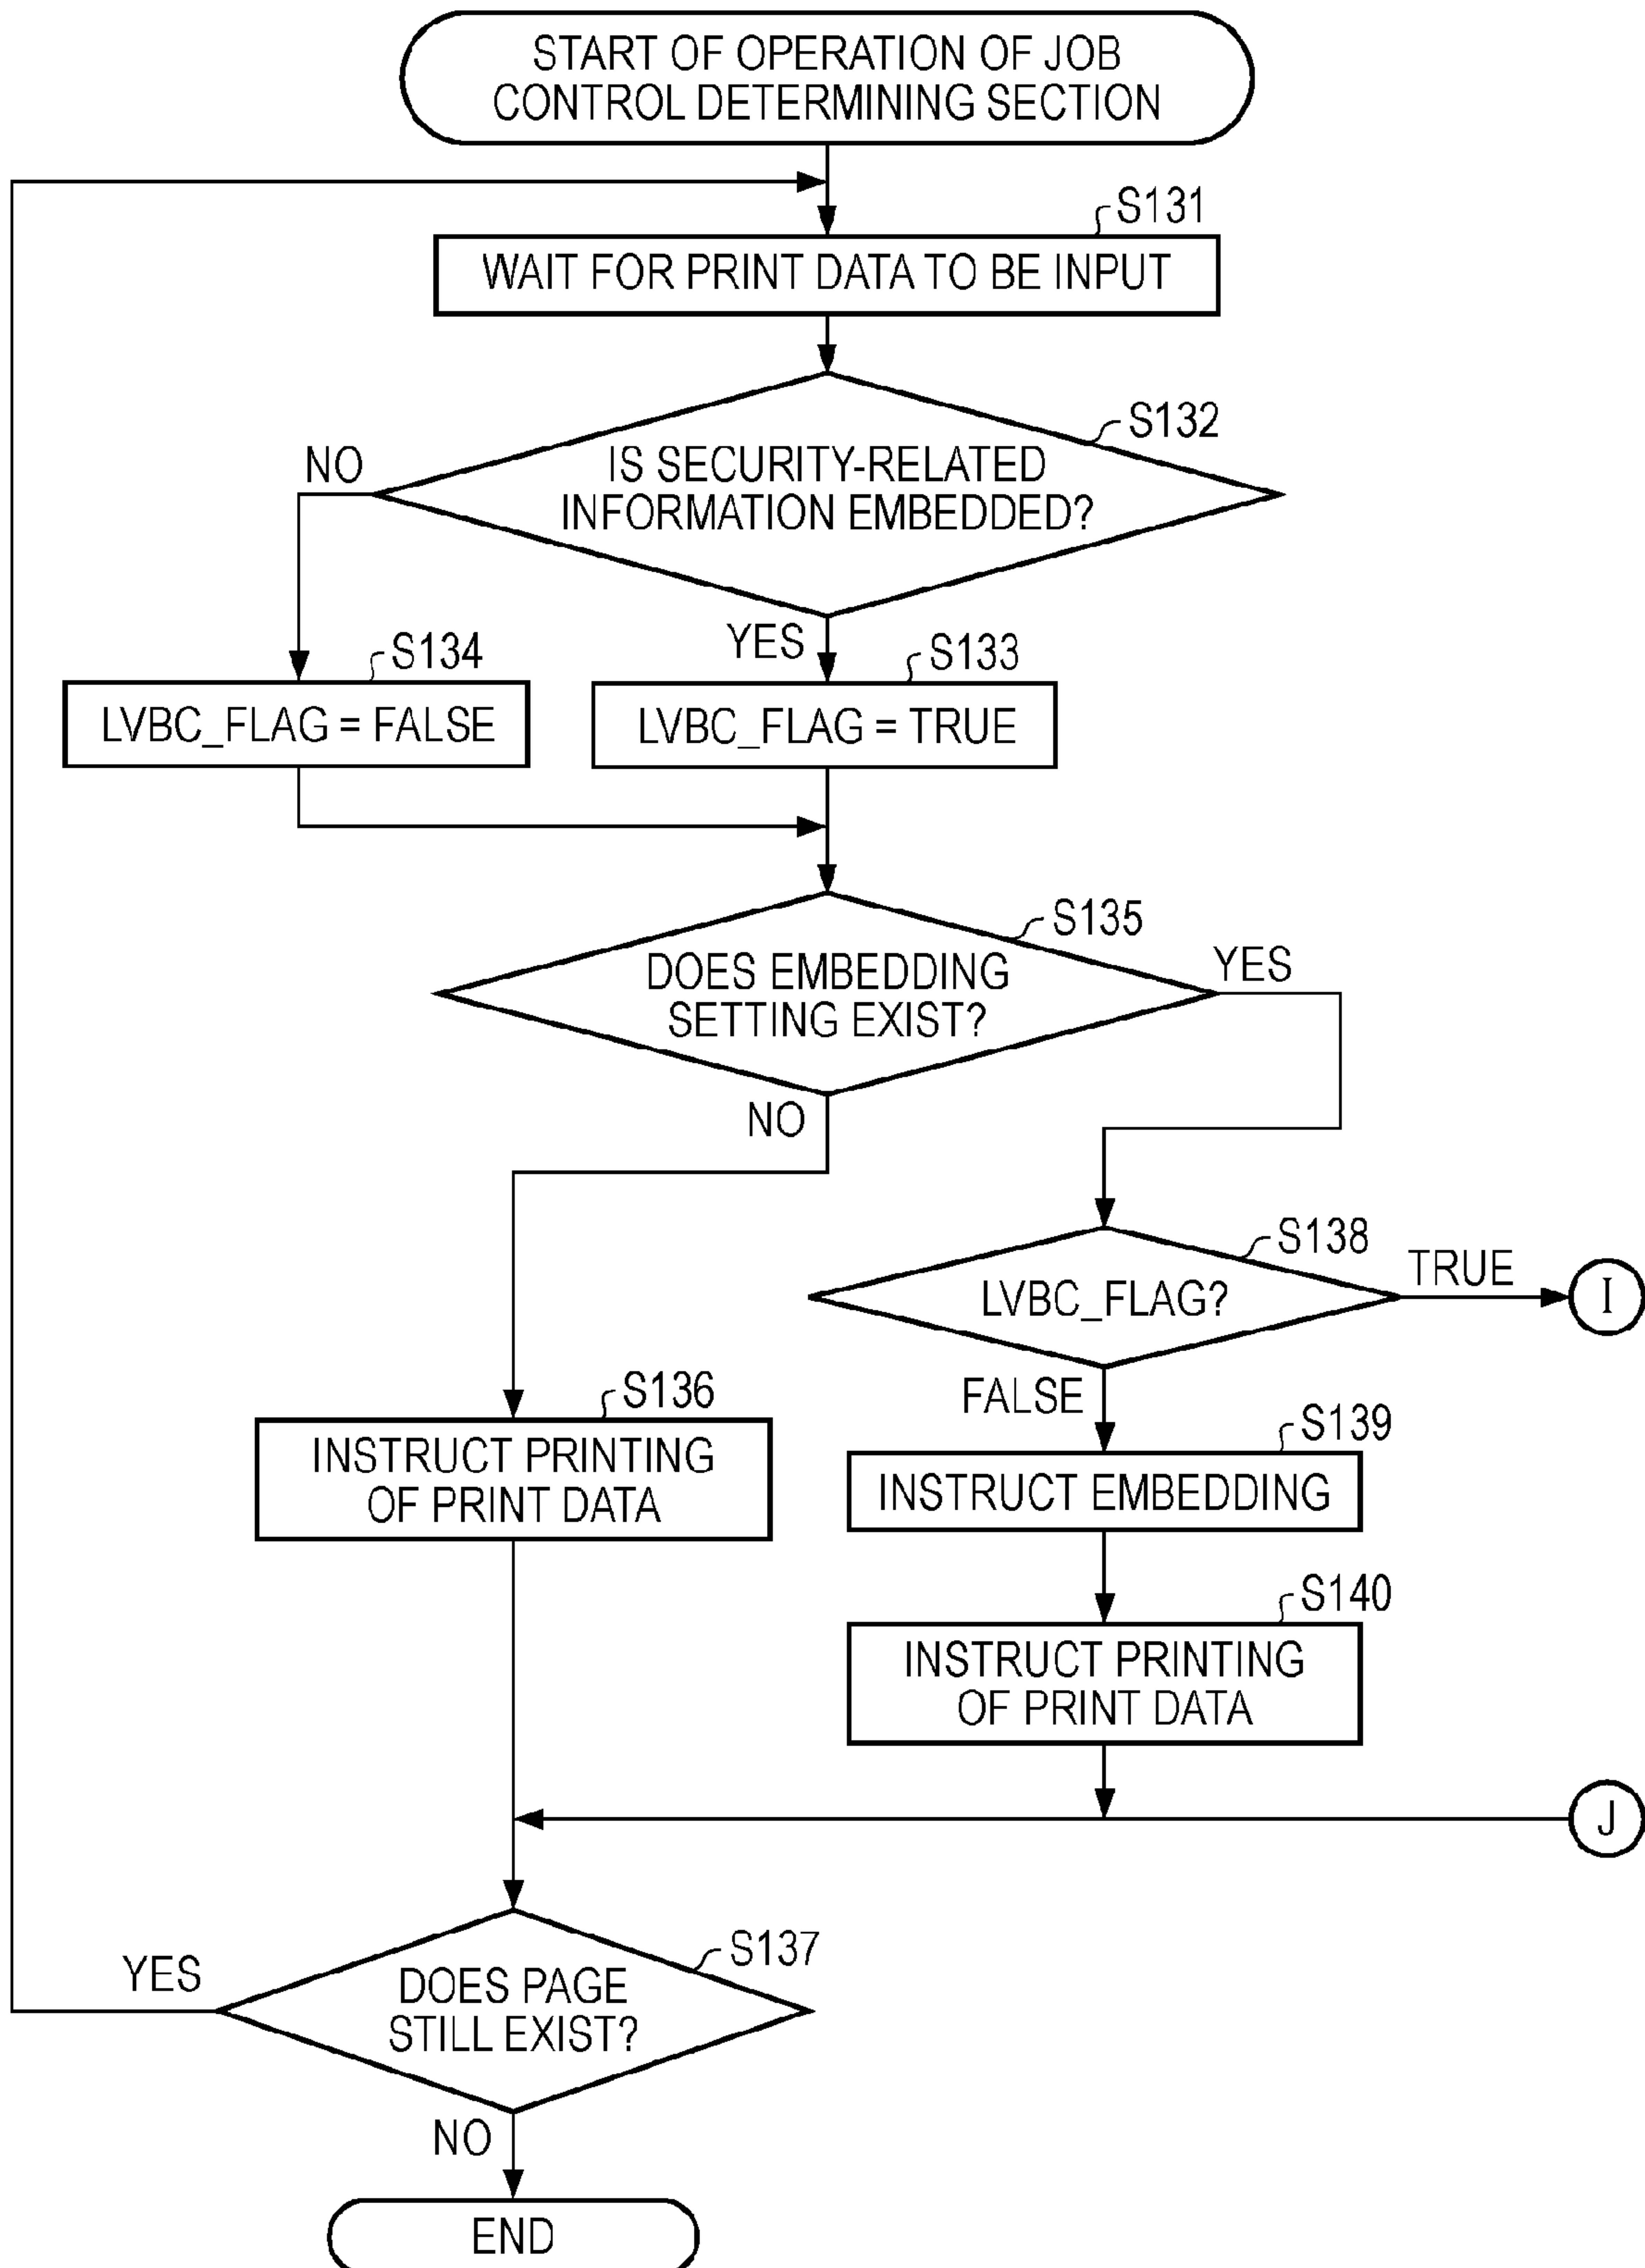 START OF OPERATION OF JOB
CONTROL DETERMINING SECTION
S131
WAIT FOR PRINT DATA TO BE INPUT
S132
NO
IS SECURITY-RELATED
INFORMATION EMBEDDED?
YES
S134
S133
LVBC_FLAG = FALSE
LVBC_FLAG = TRUE
S135
DOES EMBEDDING
SETTING EXIST?
YES
NO
S138
LVBC_FLAG?
TRUE
I
FALSE
S136
INSTRUCT PRINTING
OF PRINT DATA
S139
INSTRUCT EMBEDDING
S140
INSTRUCT PRINTING
OF PRINT DATA
J
S137
YES
DOES PAGE
STILL EXIST?
NO
END